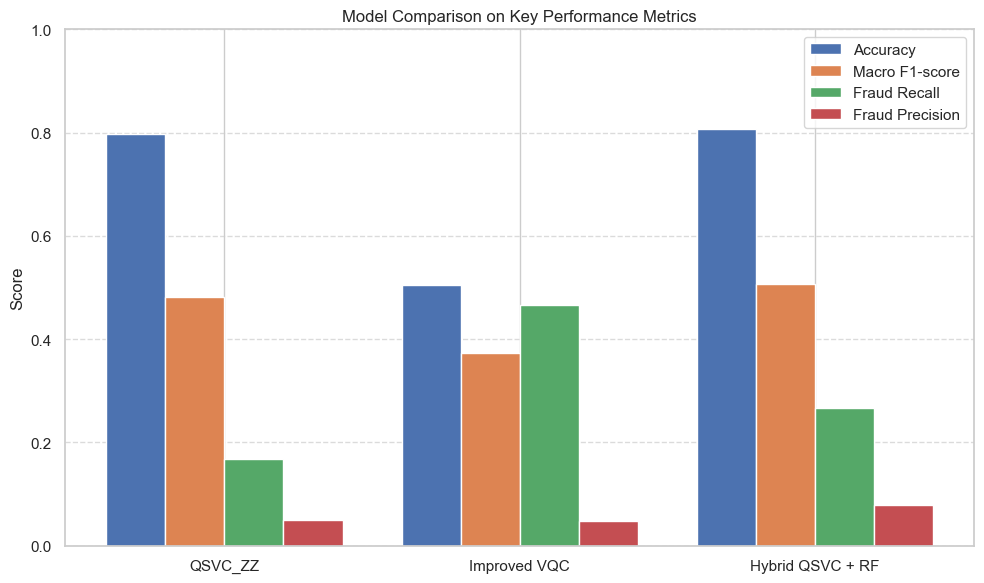 Model Comparison on Key Performance Metrics
1.0
0.8
0.6
0.4
0.2
0.0
Score
Accuracy
Macro F1-score
Fraud Recall
Fraud Precision
QSVC_ZZ
Improved VQC
Hybrid QSVC + RF